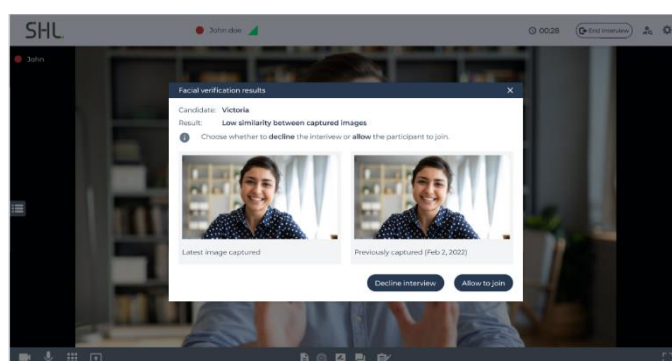 SHL.
John doe
00:28
End Interview
John
Facial verification results
Candidate: Victoria
Result: Low similarity between captured images
Choose whether to decline the interivew or allow the participant to join.
Latest image captured
Previously captured (Feb 2, 2022)
Decline interview
Allow to join